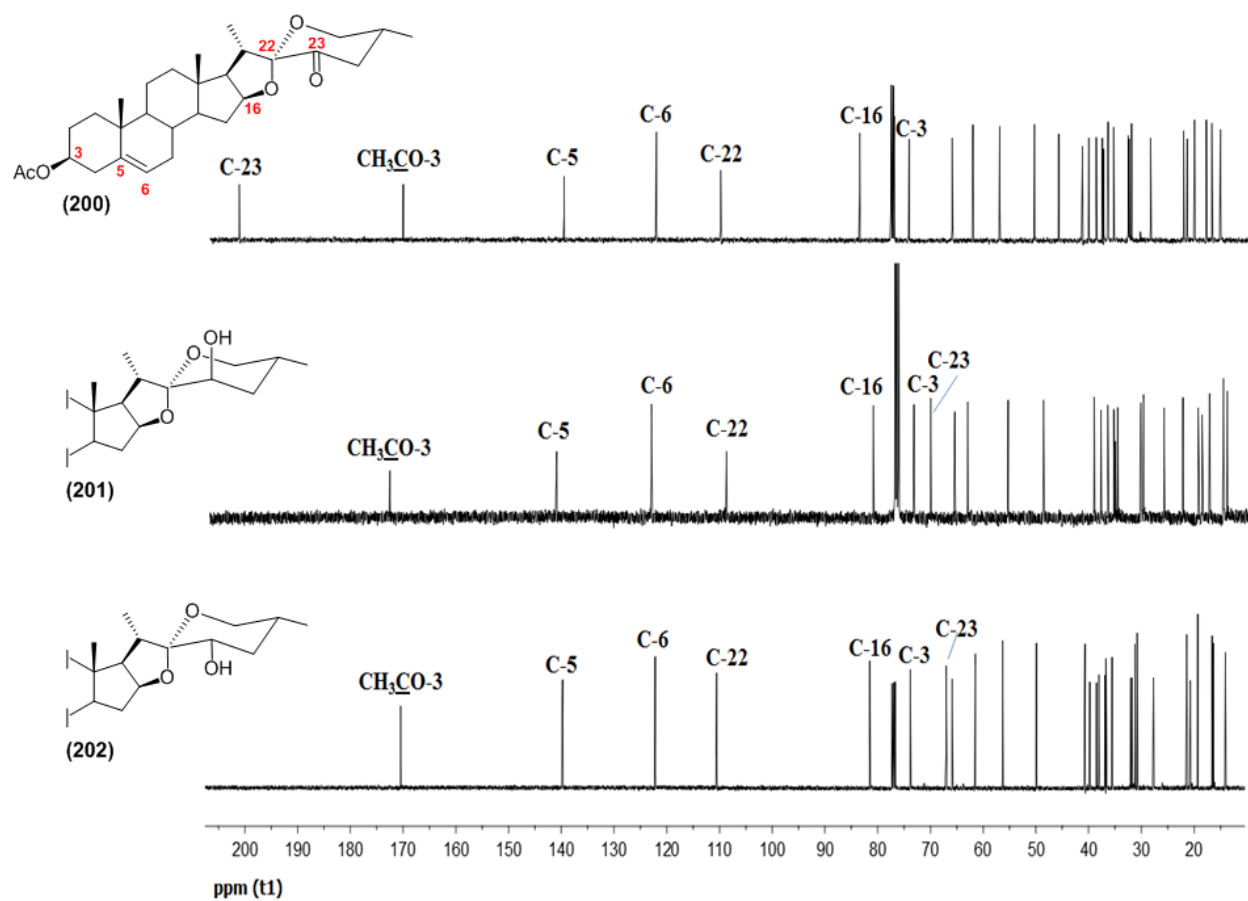 O
22
23
O
O
16
3
AcO
5
6
(200)
C-23
CH₃CO-3
C-5
C-6
C-22
C-16
C-3
OH
O
O
(201)
CH₃CO-3
C-5
C-6
C-22
C-16
C-3
C-23
O
OH
O
(202)
CH₃CO-3
C-5
C-6
C-22
C-16
C-3
C-23
200 190 180 170 160 150 140 130 120 110 100 90 80 70 60 50 40 30 20
ppm (t1)